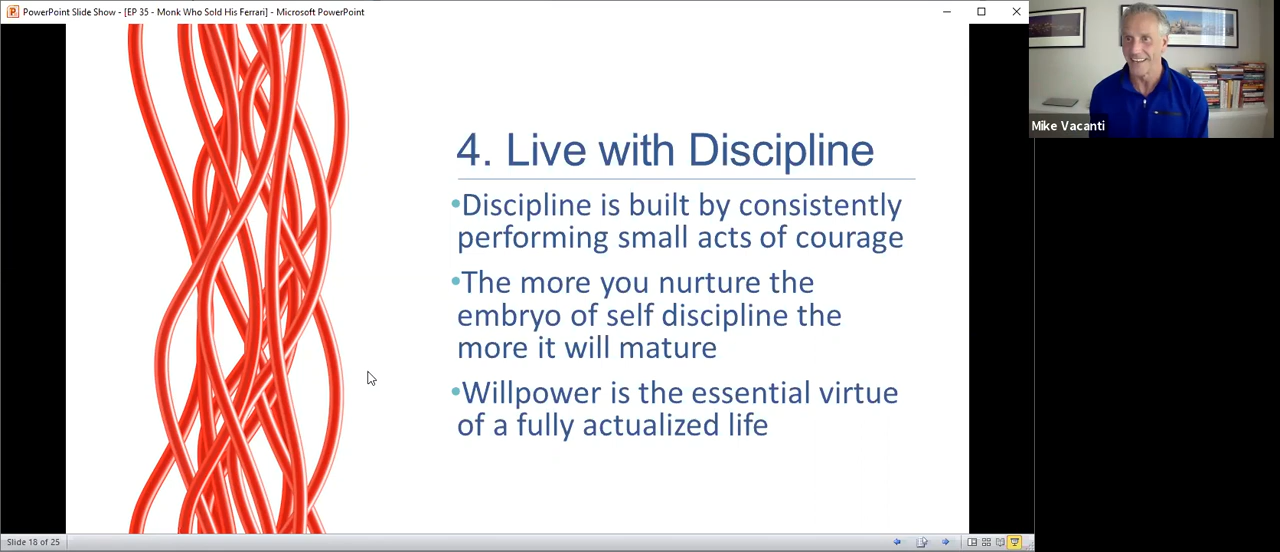 PowerPoint Slide Show - [EP 35 - Monk Who Sold His Ferrari] - Microsoft PowerPoint
Mike Vacanti
4. Live with Discipline
•Discipline is built by consistently
performing small acts of courage
•The more you nurture the
embryo of self discipline the
more it will mature
•Willpower is the essential virtue
of a fully actualized life
Slide 18 of 25